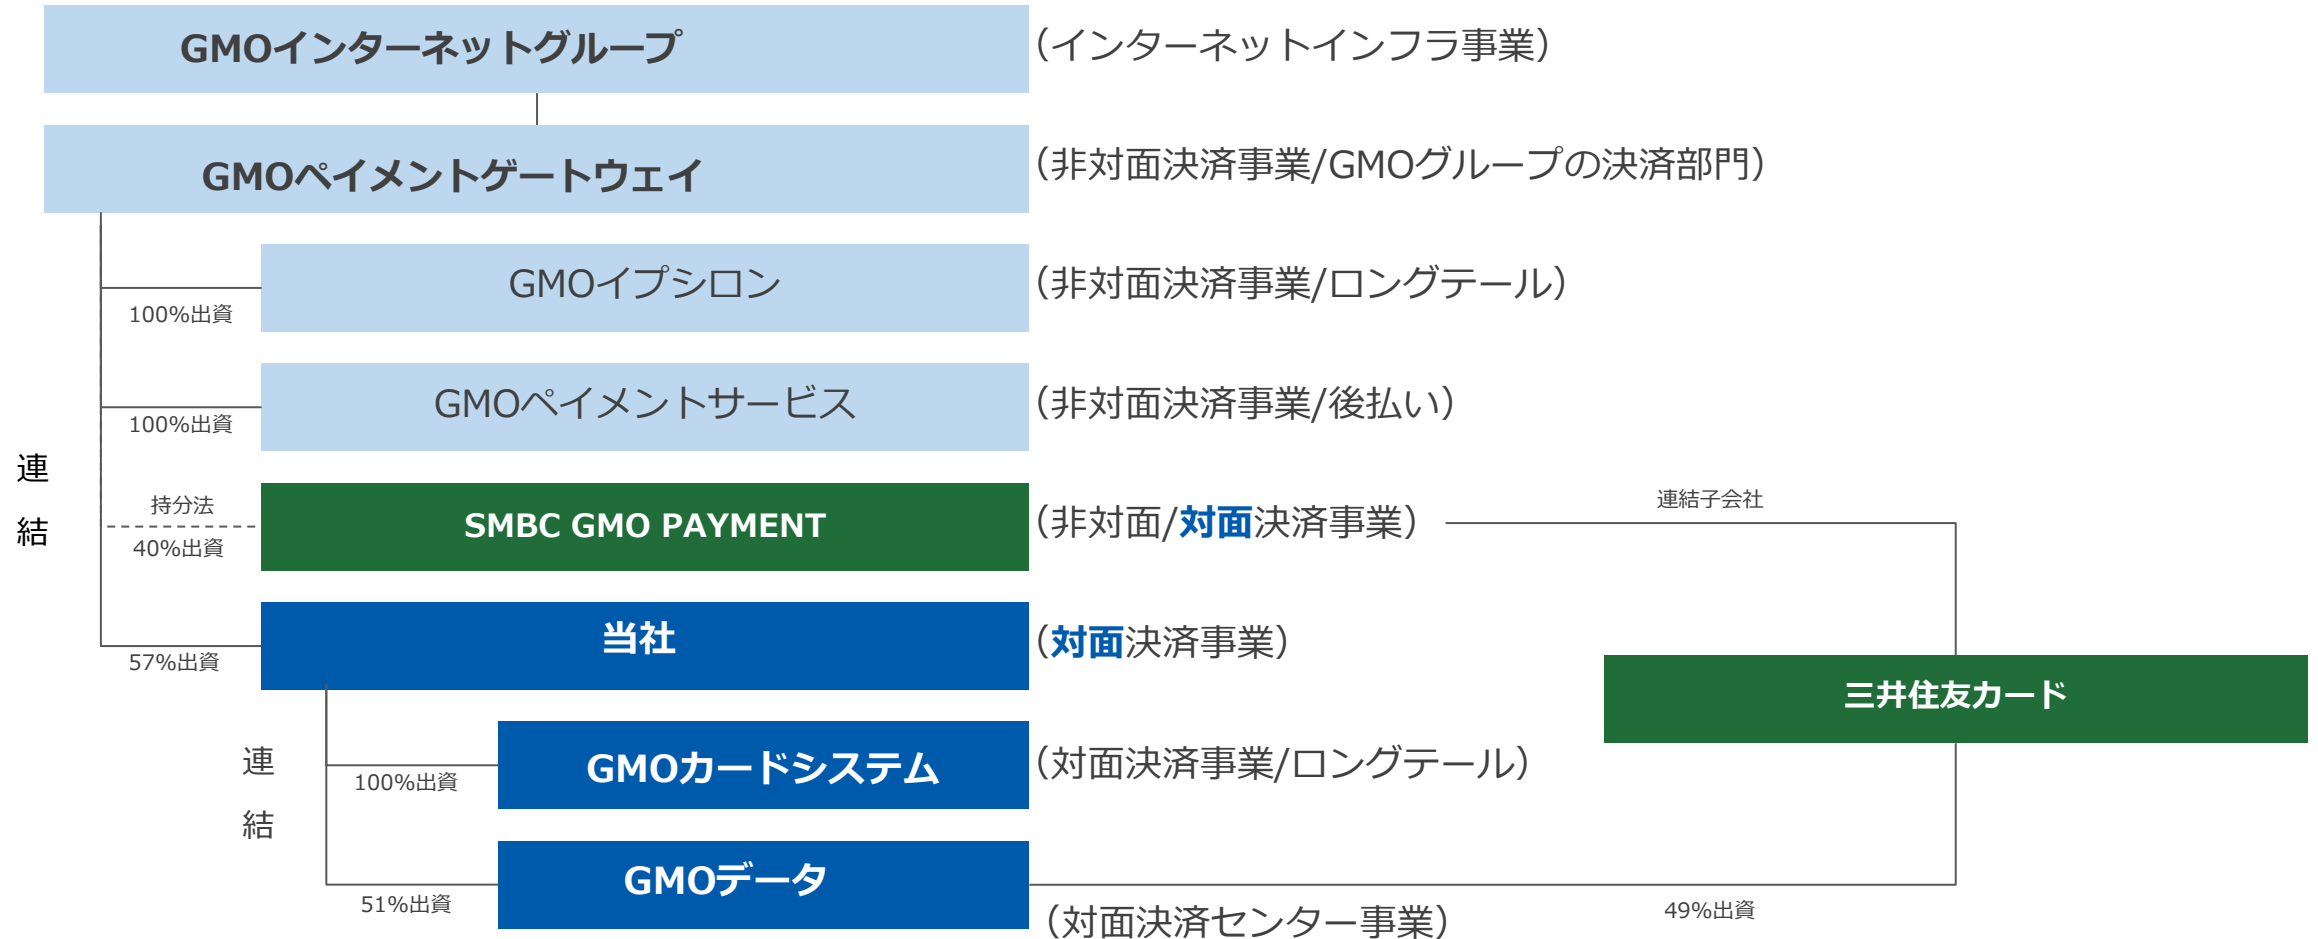 GMOインターネットグループ
（インターネットインフラ事業）
GMOペイメントゲートウェイ
（非対面決済事業/GMOグループの決済部門）
GMOイプシロン
（非対面決済事業/ロングテール）
100%出資
GMOペイメントサービス
（非対面決済事業/後払い）
100%出資
連結
持分法
40%出資
SMBC GMO PAYMENT
（非対面/対面決済事業）
連結子会社
当社
（対面決済事業）
57%出資
三井住友カード
連結
GMOカードシステム
（対面決済事業/ロングテール）
100%出資
GMOデータ
（対面決済センター事業）
51%出資
49%出資